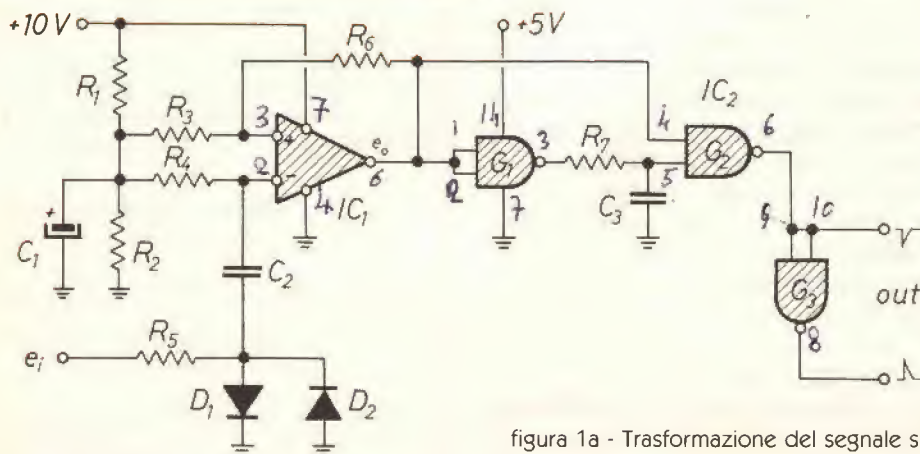 +10V
+5V
R6
R1
R3
3
7
14
IC2
4
6
+
e0
1
3
R7
G2
R4
2
-
6
G1
5
2
4
IC1
7
C3
9
10
+
C1
R2
C2
G3
out
ei
R5
8
D1
D2
figura 1a - Trasformazione del segnale s